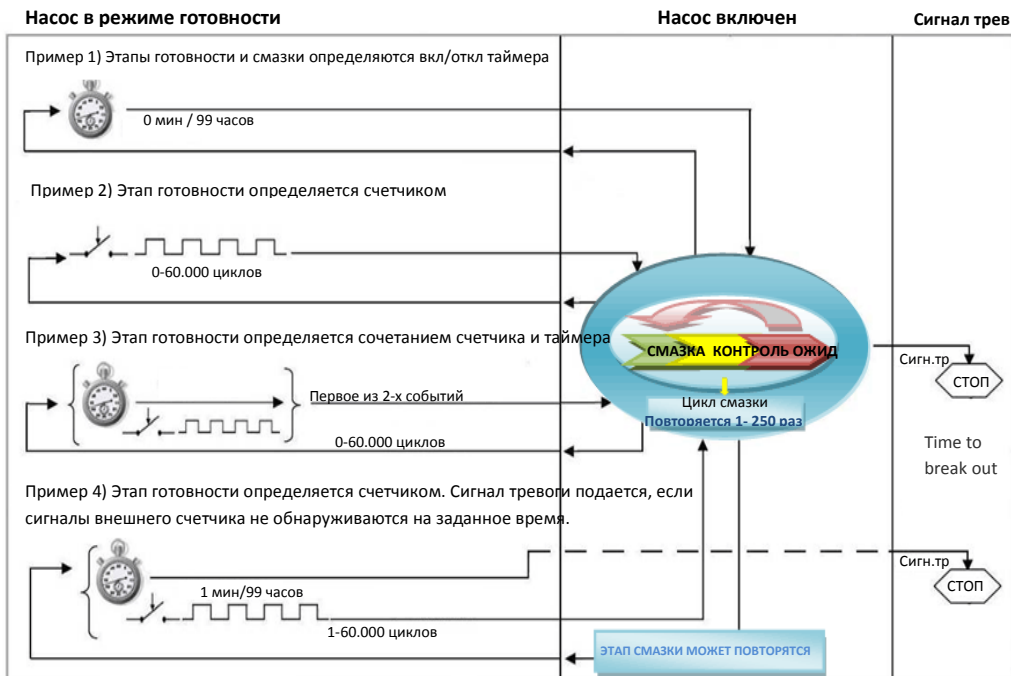 Насос в режиме готовности
Насос включен
Сигнал трев
Пример 1) Этапы готовности и смазки определяются вкл/откл таймера
0 мин / 99 часов
Пример 2) Этап готовности определяется счетчиком
0-60.000 циклов
Пример 3) Этап готовности определяется сочетанием счетчика и таймера
Первое из 2-х событий
0-60.000 циклов
СМАЗКА КОНТРОЛЬ ОЖИД
Цикл смазки
Повторяется 1- 250 раз
Сигн.тр
СТОП
Time to
break out
Пример 4) Этап готовности определяется счетчиком. Сигнал тревоги подается, если
сигналы внешнего счетчика не обнаруживаются на заданное время.
1 мин/99 часов
1-60.000 циклов
Сигн.тр
СТОП
ЭТАП СМАЗКИ МОЖЕТ ПОВТОРЯТСЯ